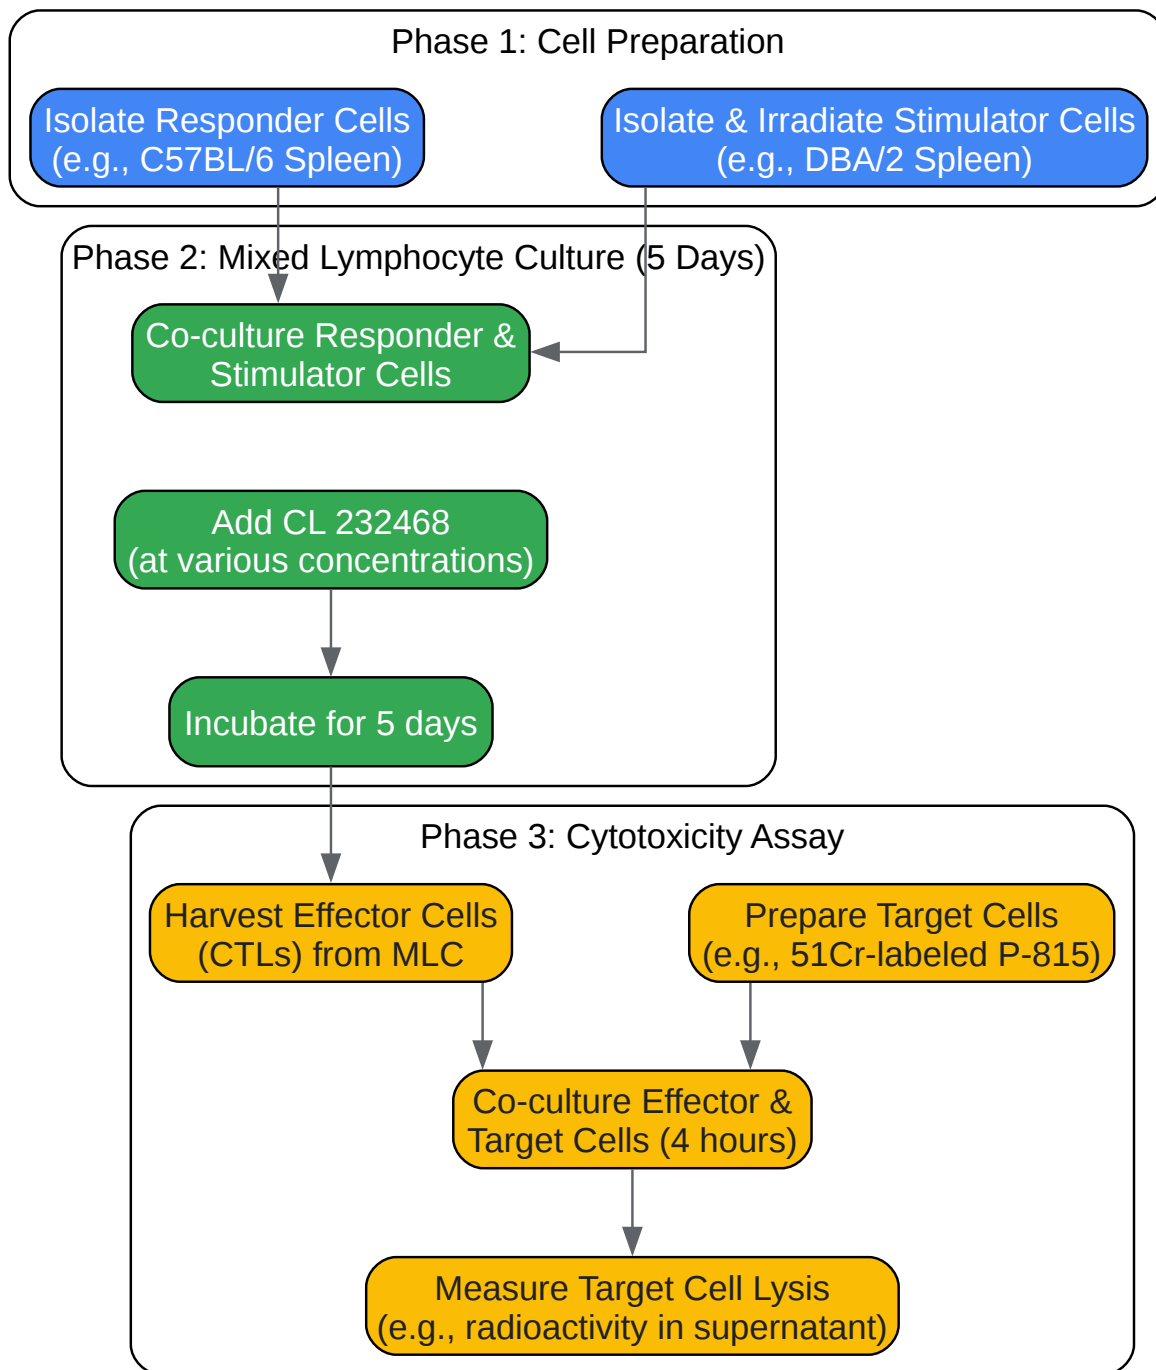 Phase 1: Cell Preparation
Isolate Responder Cells
(e.g., C57BL/6 Spleen)
Isolate & Irradiate Stimulator Cells
(e.g., DBA/2 Spleen)
Phase 2: Mixed Lymphocyte Culture (5 Days)
Co-culture Responder &
Stimulator Cells
Add CL 232468
(at various concentrations)
Incubate for 5 days
Phase 3: Cytotoxicity Assay
Harvest Effector Cells
(CTLs) from MLC
Prepare Target Cells
(e.g., 51Cr-labeled P-815)
Co-culture Effector &
Target Cells (4 hours)
Measure Target Cell Lysis
(e.g., radioactivity in supernatant)